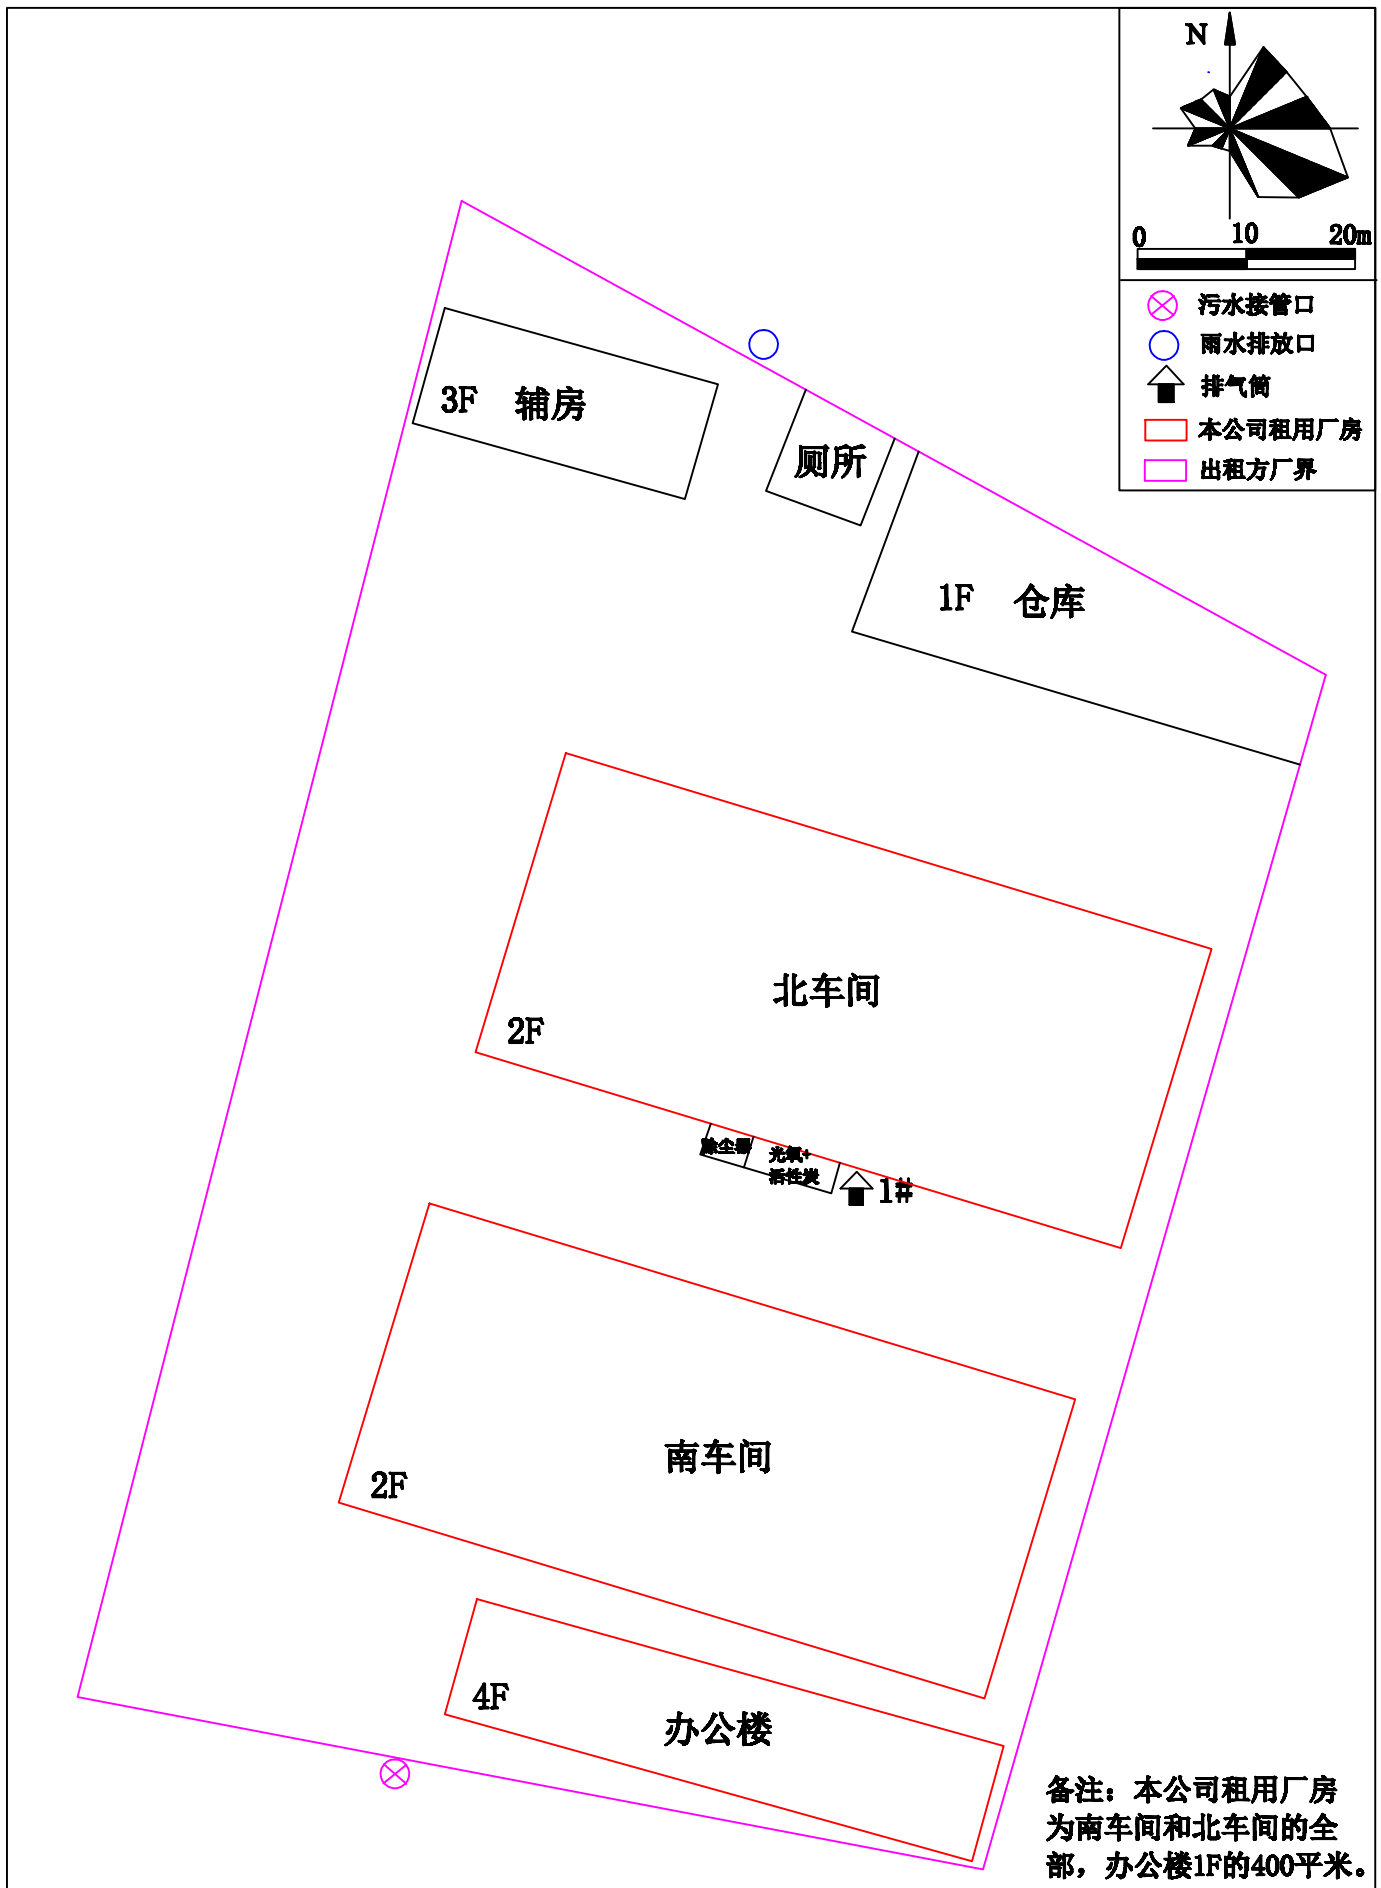 N
0 10 20m
污水接管口
雨水排放口
排气筒
本公司租用厂房
出租方厂界
3F 辅房
厕所
1F 仓库
北车间
2F
除尘器
光氧+
活性炭
1#
南车间
2F
4F
办公楼
备注：本公司租用厂房
为南车间和北车间的全
部，办公楼1F的400平米。